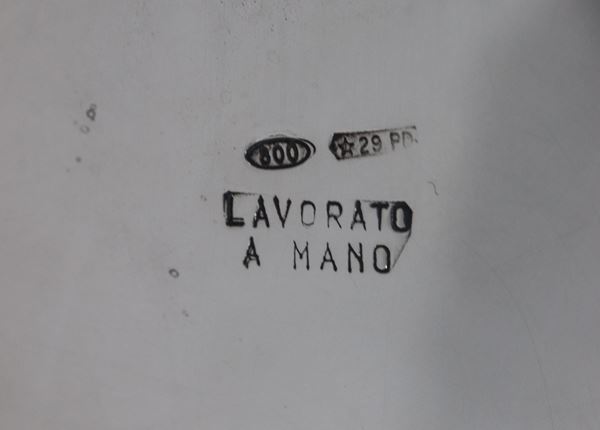 800 ☆29 PD
LAVORATO
A MANO